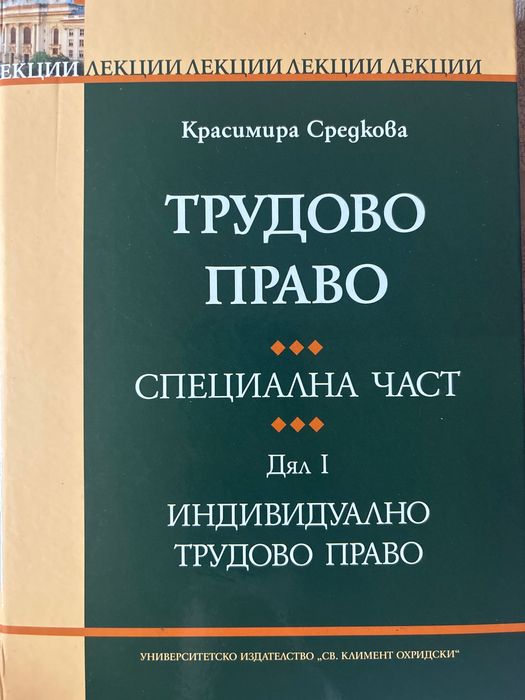 ЛЕКЦИИ ЛЕКЦИИ ЛЕКЦИИ ЛЕКЦИИ ЛЕКЦИИ
Красимира Средкова
ТРУДОВО
ПРАВО
СПЕЦИАЛНА ЧАСТ
Дял I
ИНДИВИДУАЛНО
ТРУДОВО ПРАВО
УНИВЕРСИТЕТСКО ИЗДАТЕЛСТВО „СВ. КЛИМЕНТ ОХРИДСКИ“